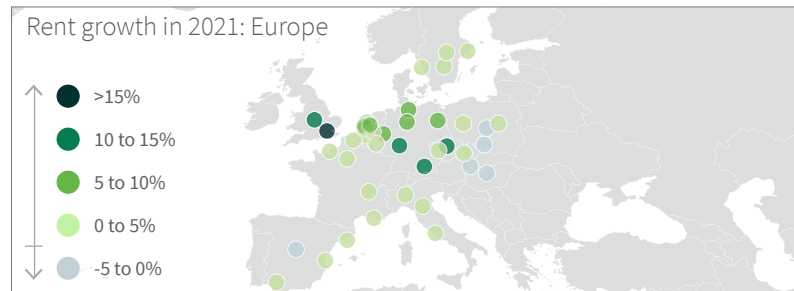 Rent growth in 2021: Europe
>15%
10 to 15%
5 to 10%
0 to 5%
-5 to 0%